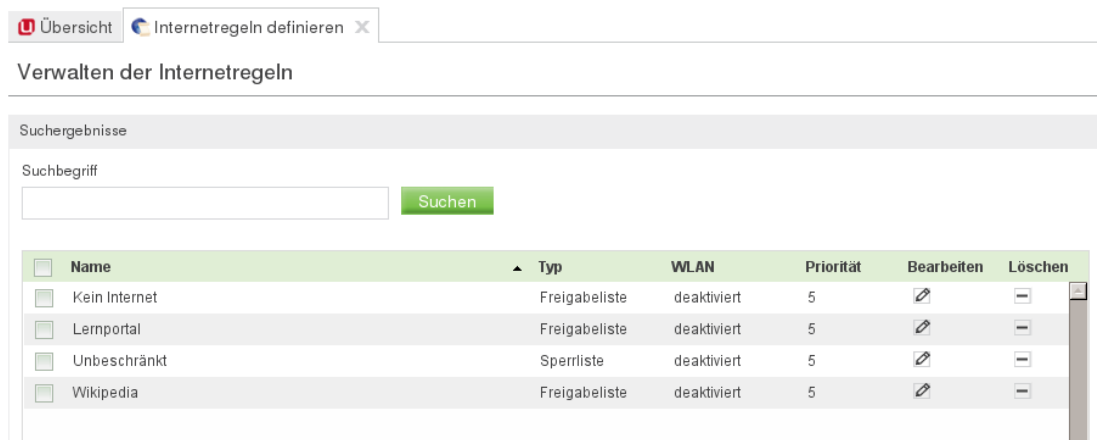 Übersicht Internetregeln definieren
Verwalten der Internetregeln
Suchergebnisse
Suchbegriff
Suchen
Name Typ WLAN Priorität Bearbeiten Löschen
Kein Internet Freigabeliste deaktiviert 5
Lernportal Freigabeliste deaktiviert 5
Unbeschränkt Sperrliste deaktiviert 5
Wikipedia Freigabeliste deaktiviert 5